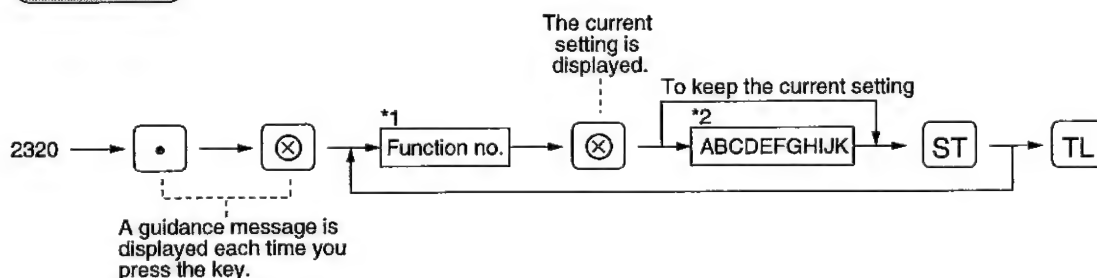 The current
setting is
displayed.
To keep the current setting
*1
*2
2320
•
⊗
Function no.
⊗
ABCDEFGHIJK
ST
TL
A guidance message is
displayed each time you
press the key.